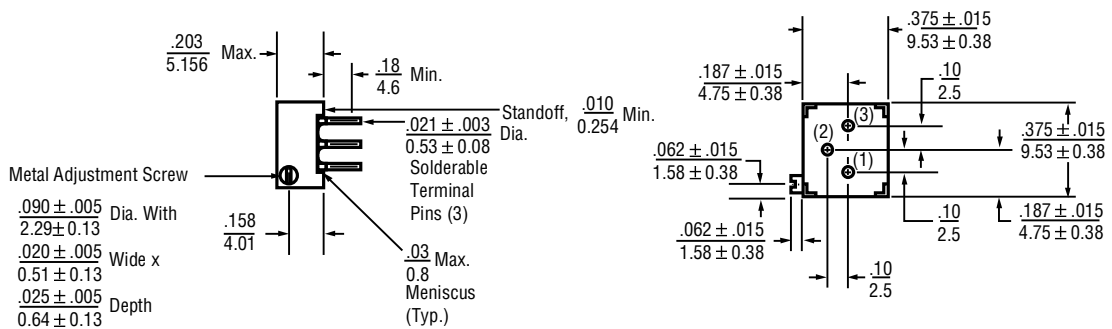 .203
5.156
Max.
.18
4.6
Min.
Standoff, .010
0.254
Min.
.021 ± .003
0.53 ± 0.08
Dia.
Solderable
Terminal
Pins (3)
Metal Adjustment Screw
.090 ± .005
2.29 ± 0.13
Dia. With
.020 ± .005
0.51 ± 0.13
Wide x
.025 ± .005
0.64 ± 0.13
Depth
.158
4.01
.03
0.8
Max.
Meniscus
(Typ.)
.375 ± .015
9.53 ± 0.38
.187 ± .015
4.75 ± 0.38
.10
2.5
(3)
(2)
(1)
.375 ± .015
9.53 ± 0.38
.062 ± .015
1.58 ± 0.38
.062 ± .015
1.58 ± 0.38
.10
2.5
.187 ± .015
4.75 ± 0.38
.10
2.5